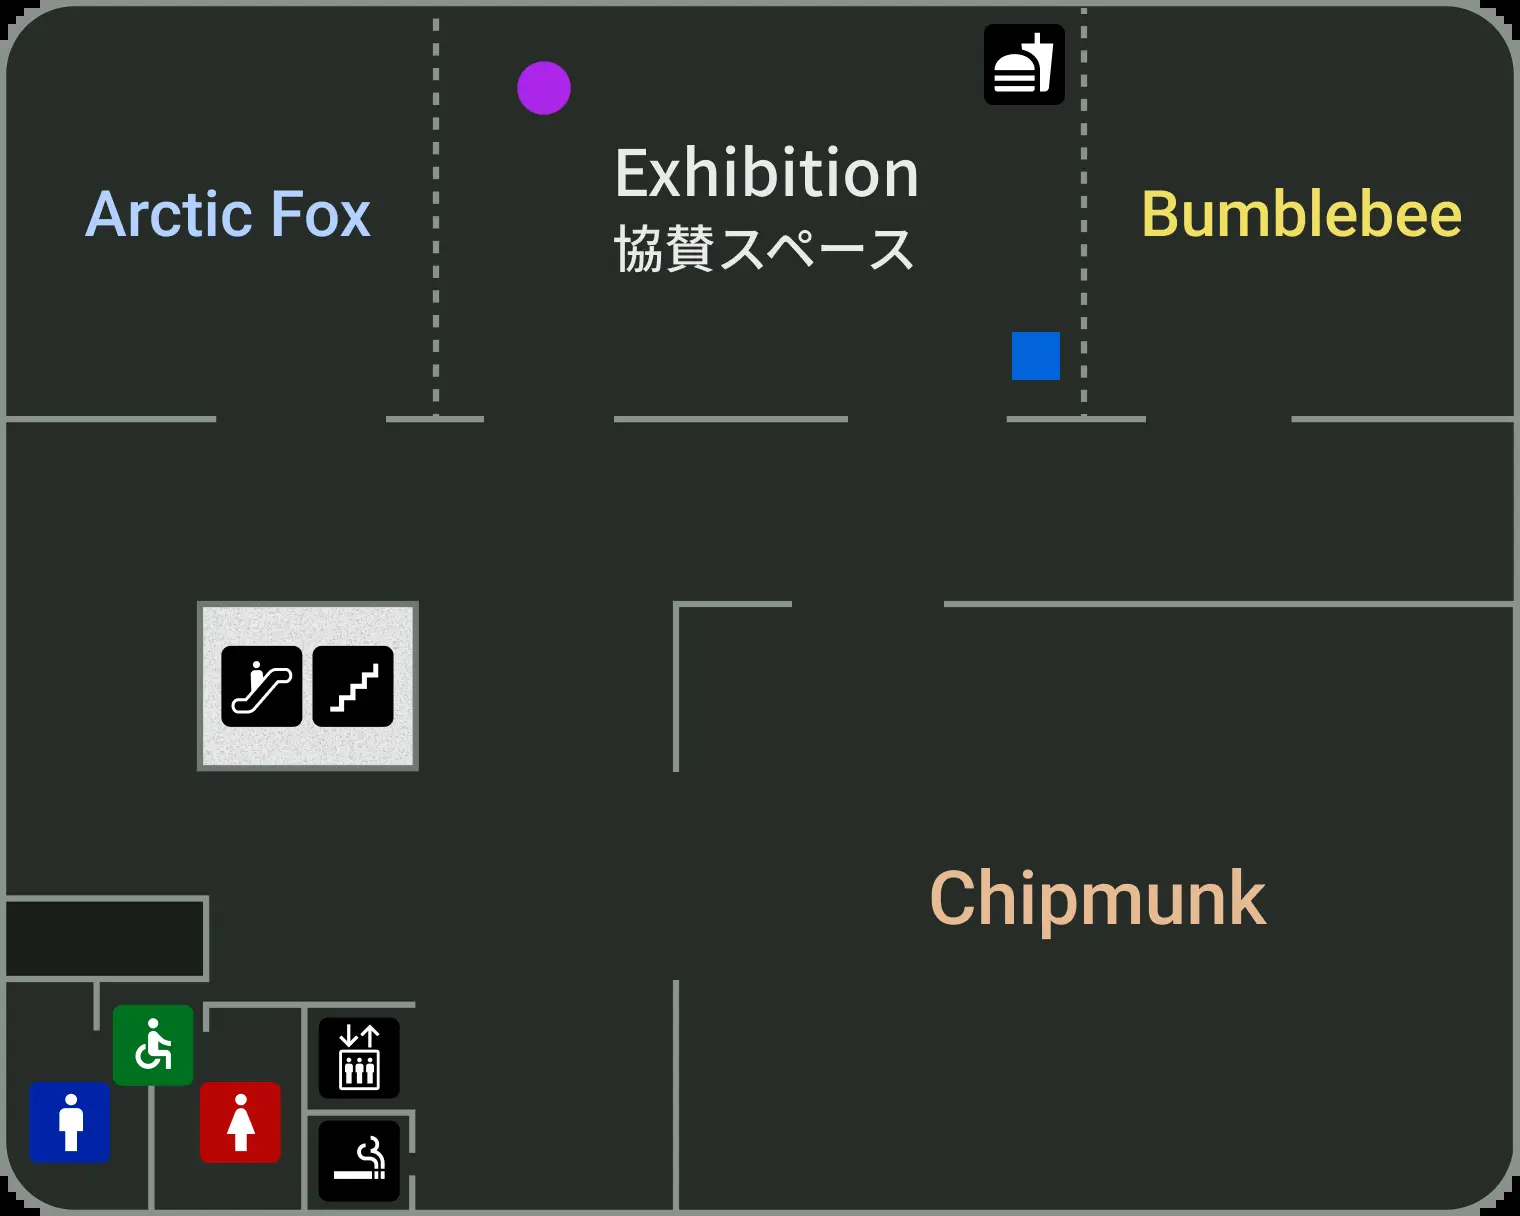 Exhibition
協賛スペース
Arctic Fox
Bumblebee
Chipmunk